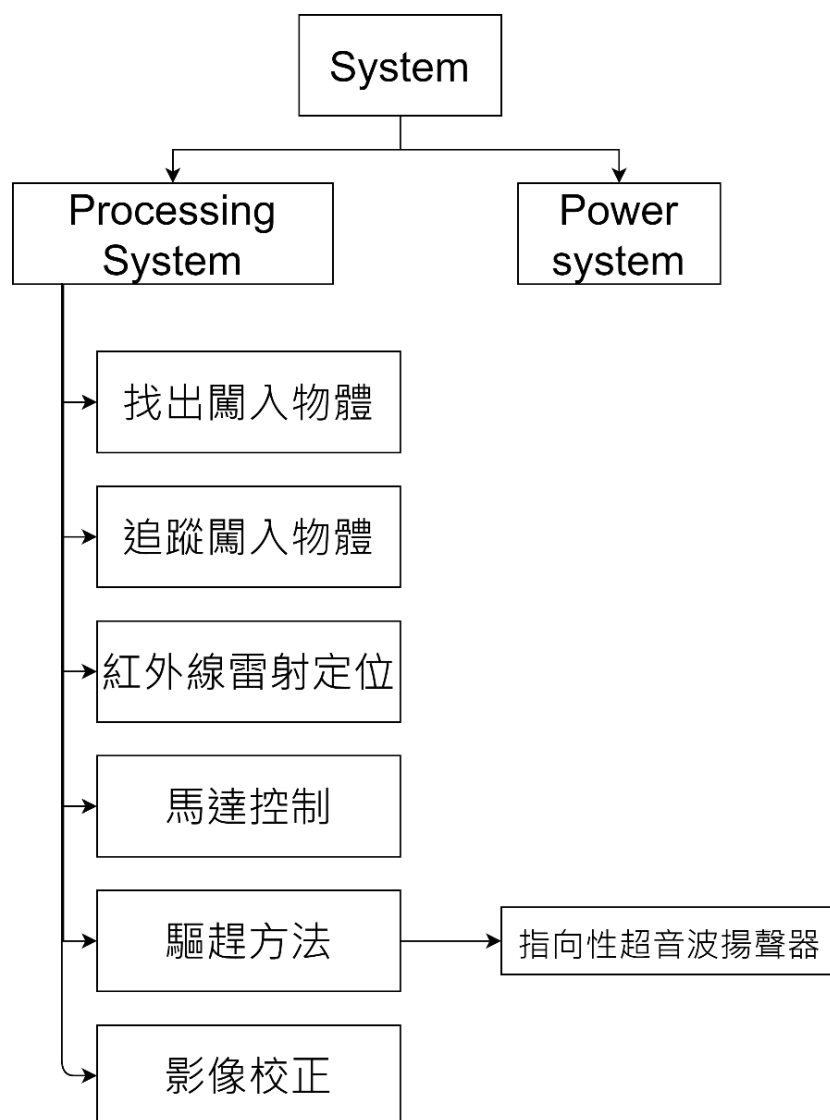 System
Processing
System
Power
system
找出闖入物體
追蹤闖入物體
紅外線雷射定位
馬達控制
驅趕方法
指向性超音波揚聲器
影像校正